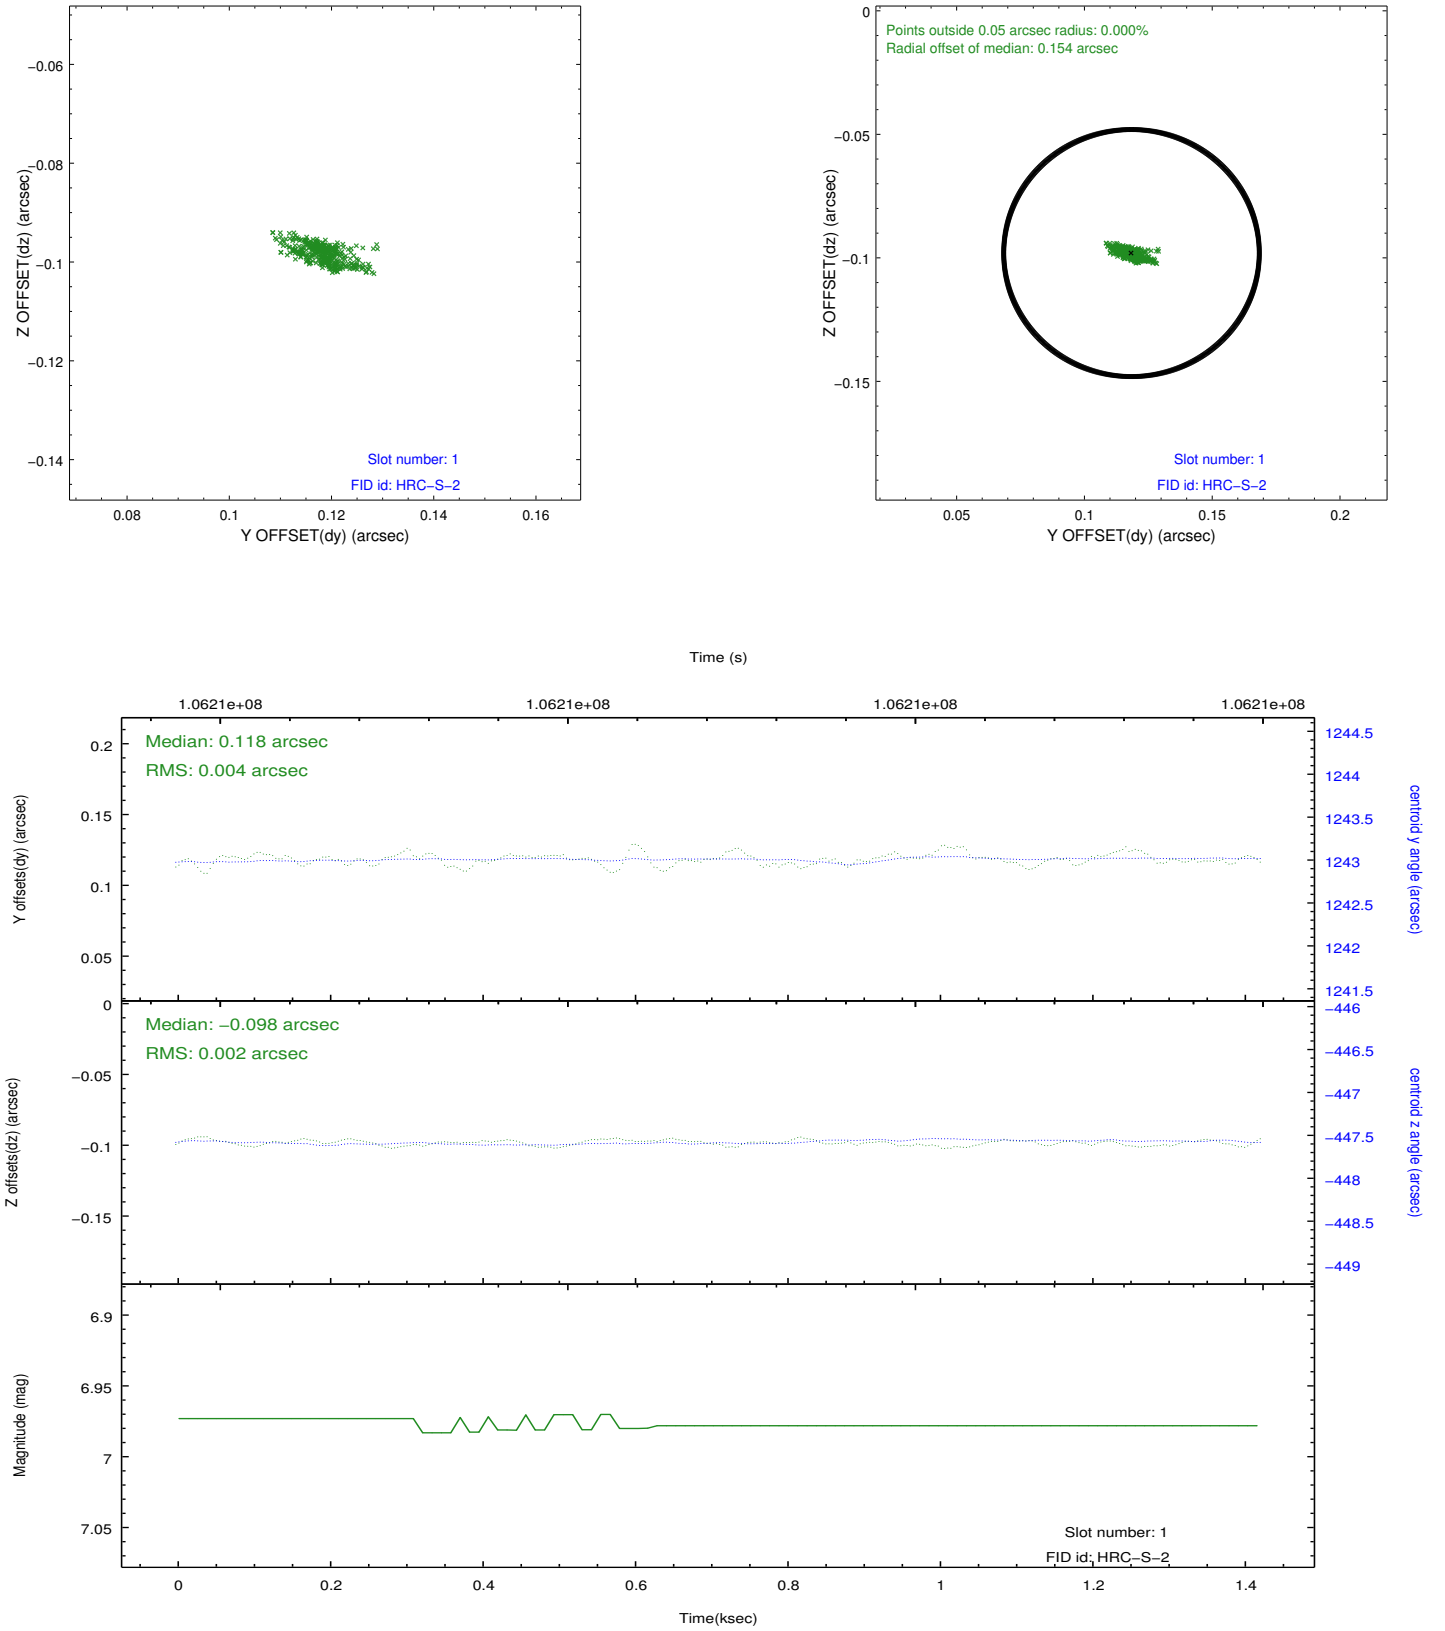 −0.06
−0.08
−0.1
−0.12
−0.14
Z OFFSET(dz) (arcsec)
Slot number: 1
FID id: HRC−S−2
0.08
0.1
0.12
0.14
0.16
Y OFFSET(dy) (arcsec)
0
−0.05
−0.1
−0.15
Z OFFSET(dz) (arcsec)
Points outside 0.05 arcsec radius: 0.000%
Radial offset of median: 0.154 arcsec
Slot number: 1
FID id: HRC−S−2
0.05
0.1
0.15
0.2
Y OFFSET(dy) (arcsec)
Time (s)
1.0621e+08
1.0621e+08
1.0621e+08
1.0621e+08
Median: 0.118 arcsec
RMS: 0.004 arcsec
0.2
0.15
0.1
0.05
Y offsets(dy) (arcsec)
1244.5
1244
1243.5
1243
1242.5
1242
1241.5
centroid y angle (arcsec)
Median: −0.098 arcsec
RMS: 0.002 arcsec
0
−0.05
−0.1
−0.15
Z offsets(dz) (arcsec)
−446
−446.5
−447
−447.5
−448
−448.5
−449
centroid z angle (arcsec)
6.9
6.95
7
7.05
Magnitude (mag)
Slot number: 1
FID id: HRC−S−2
0
0.2
0.4
0.6
0.8
1
1.2
1.4
Time(ksec)